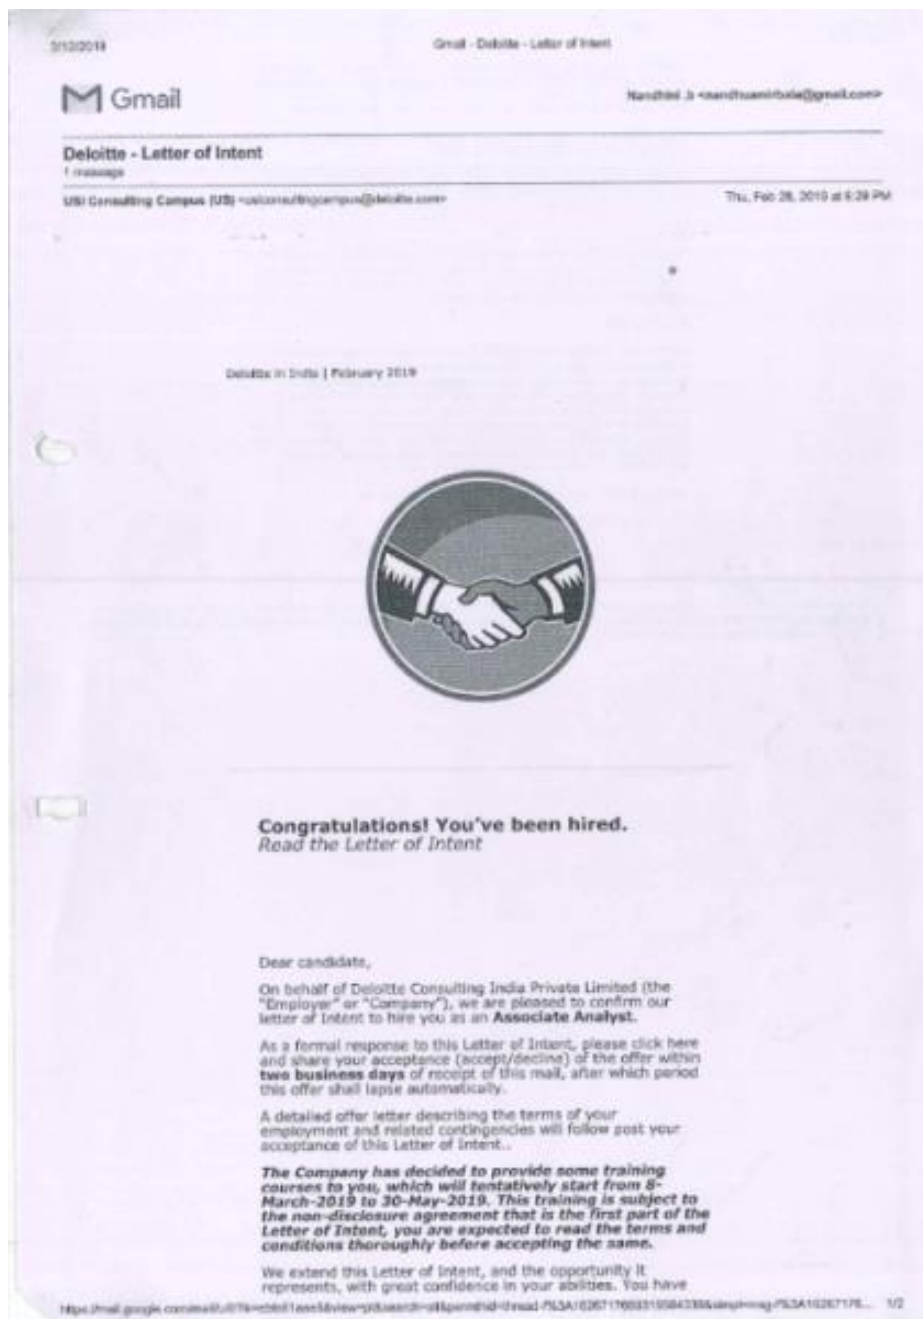 Gmail - Deloitte - Letter of Intent
Gmail
Nandhini .b
Deloitte - Letter of Intent
1 message
USI Consulting Campus (US) <usiconsultingcampus@deloitte.com>
Thu, Feb 28, 2019 at
Deloitte in India | February 2019
Congratulations! You've been hired.
Read the Letter of Intent
Dear candidate,
On behalf of Deloitte Consulting India Private Limited (the
"Employer" or "Company"), we are pleased to confirm our
letter of Intent to hire you as an Associate Analyst.
As a formal response to this Letter of Intent, please click here
and share your acceptance (accept/decline) of the offer within
two business days of receipt of this mail, after which period
this offer shall lapse automatically.
A detailed offer letter describing the terms of your
employment and related contingencies will follow post your
acceptance of this Letter of Intent..
The Company has decided to provide some training
courses to you, which will tentatively start from 8-
March-2019 to 30-May-2019. This training is subject to
the non-disclosure agreement that is the first part of the
Letter of Intent, you are expected to read the terms and
conditions thoroughly before accepting the same.
We extend this Letter of Intent, and the opportunity it
represents, with great confidence in your abilities. You have
1/2